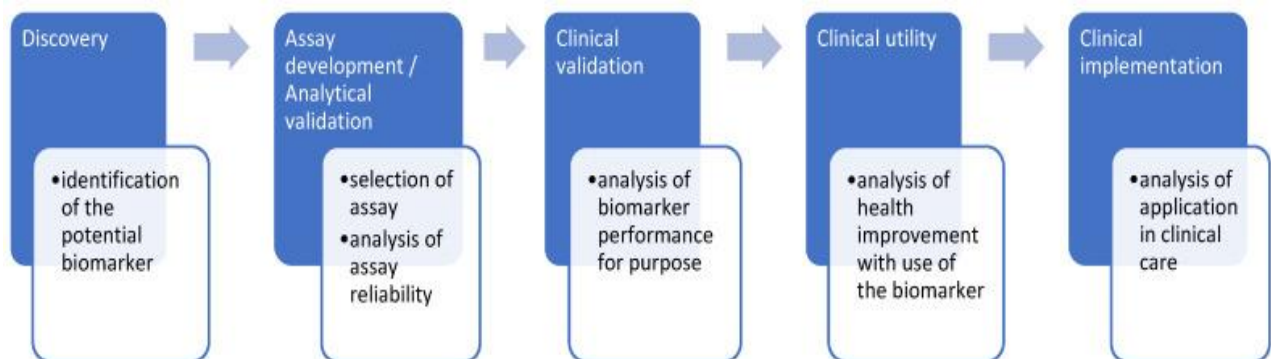 Discovery
•identification
of the
potential
biomarker
Assay
development /
Analytical
validation
•selection of
assay
•analysis of
assay
reliability
Clinical
validation
•analysis of
biomarker
performance
for purpose
Clinical utility
•analysis of
health
improvement
with use of
the biomarker
Clinical
implementation
•analysis of
application
in clinical
care